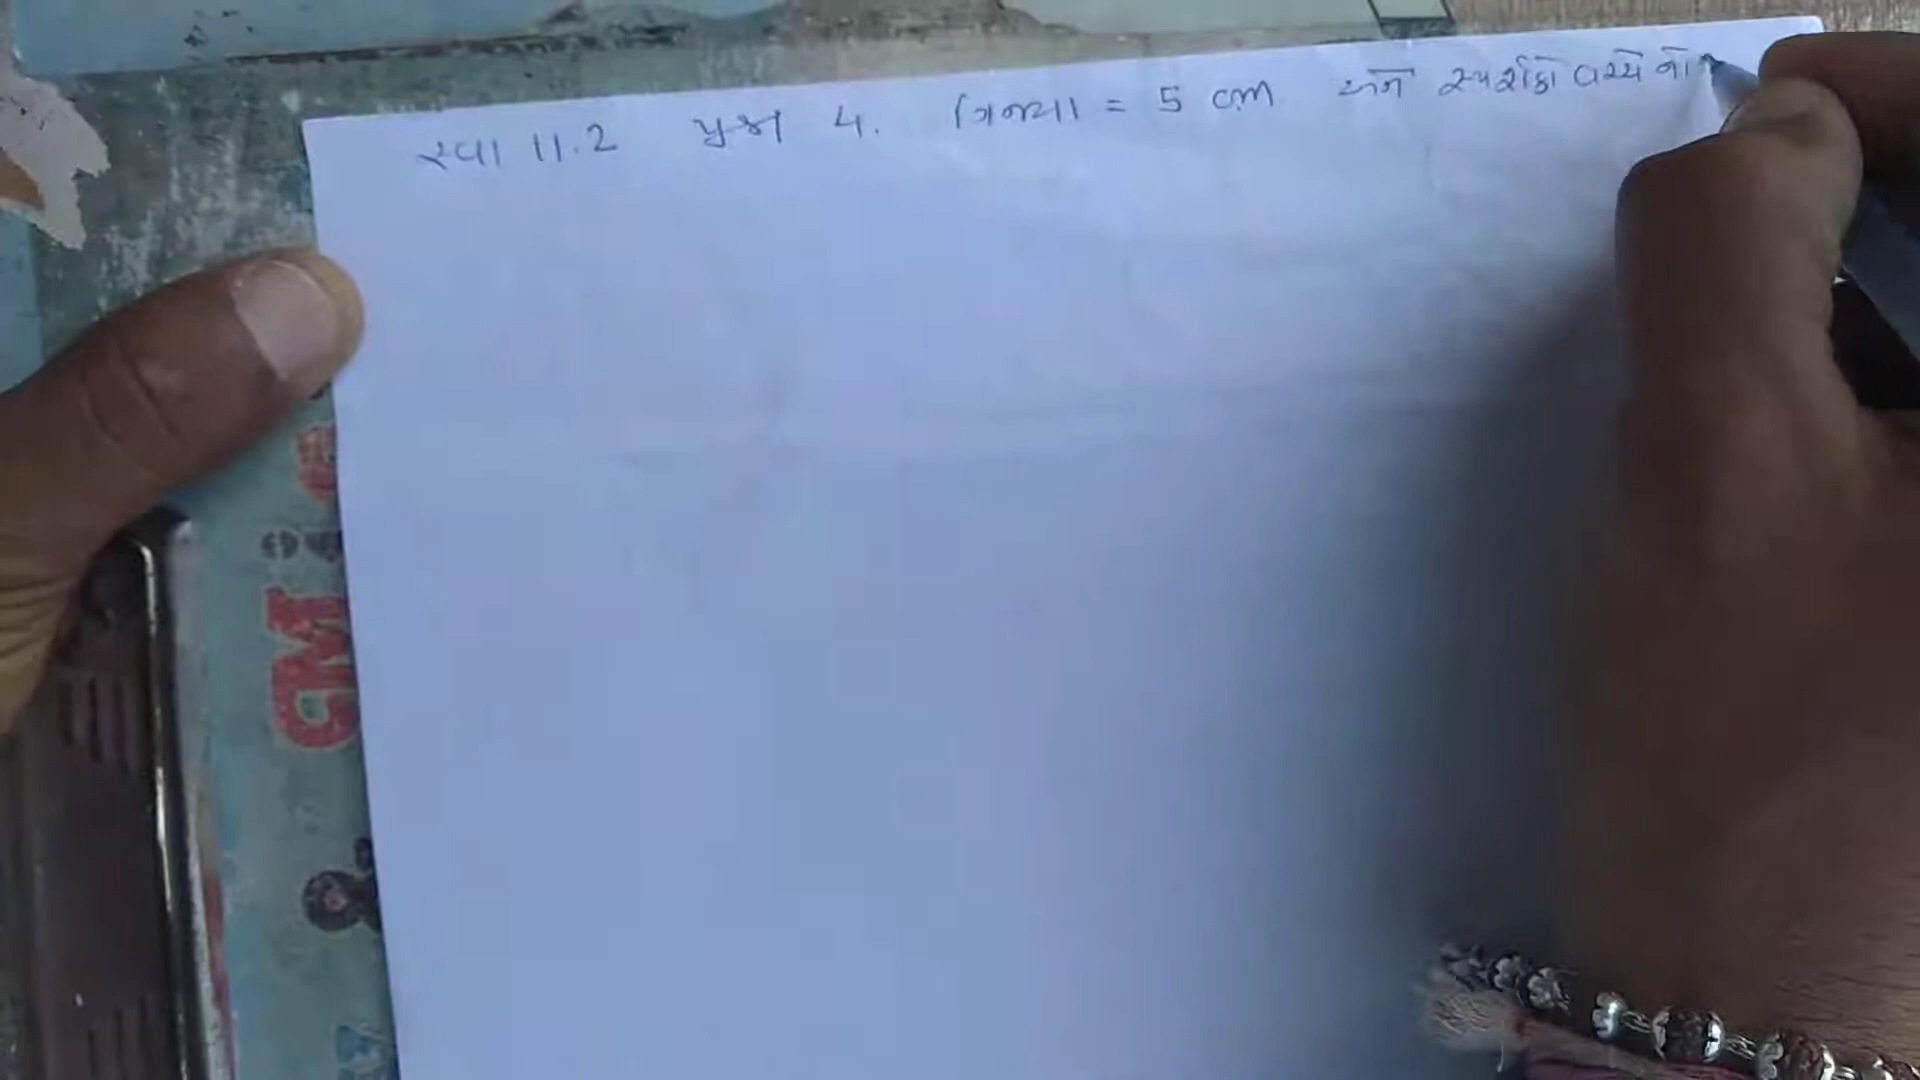 સ્વા 11.2 પ્રશ્ન 4. ત્રિજ્યા = 5 cm અને સ્પર્શકો વચ્ચે નો